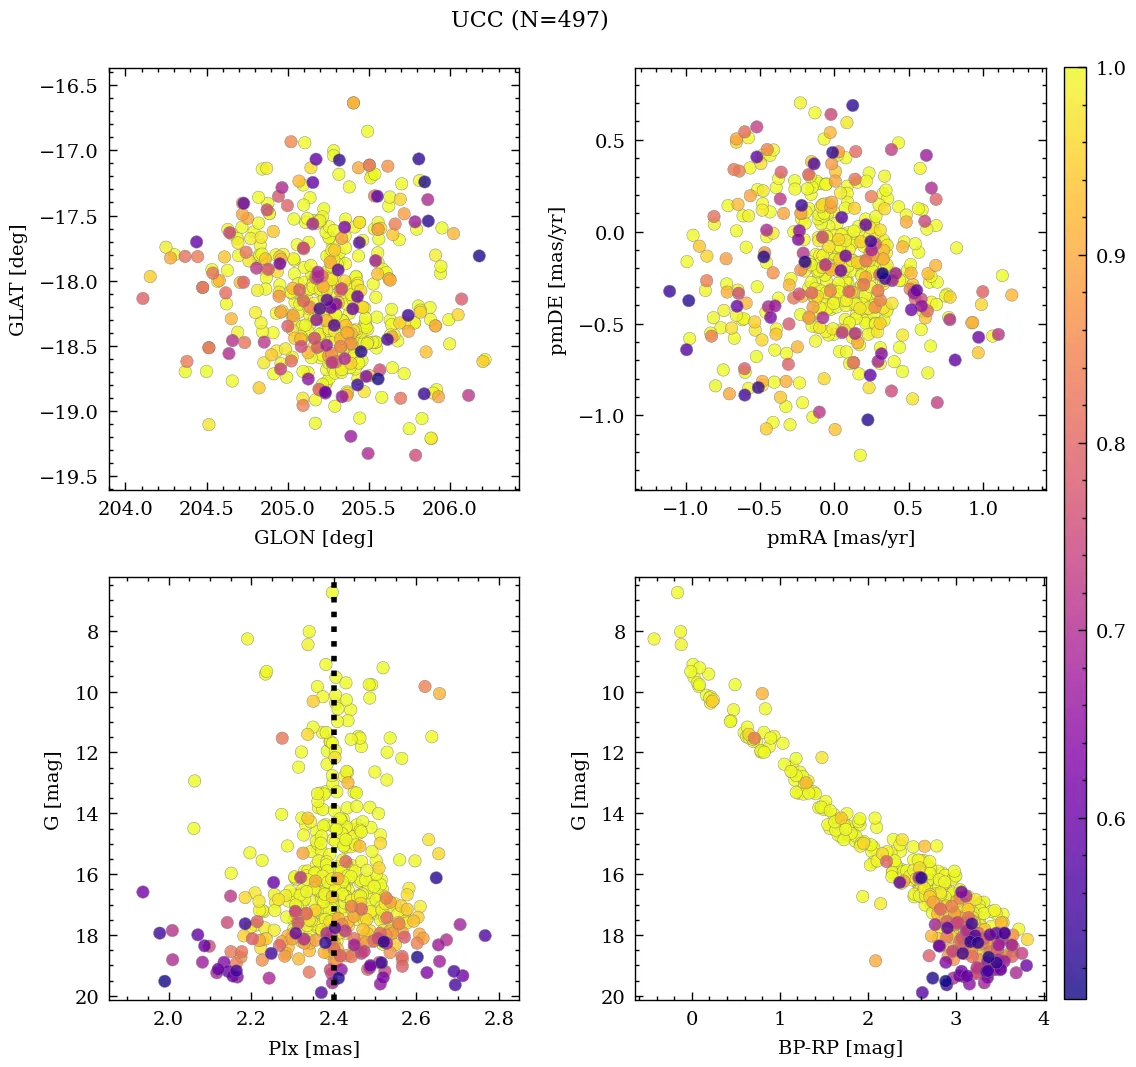 UCC (N=497)
−16.5
−17.0
−17.5
−18.0
−18.5
−19.0
−19.5
GLAT [deg]
204.0 204.5 205.0 205.5 206.0
GLON [deg]
0.5
0.0
−0.5
−1.0
pmDE [mas/yr]
−1.0 −0.5 0.0 0.5 1.0
pmRA [mas/yr]
8
10
12
14
16
18
20
G [mag]
2.0 2.2 2.4 2.6 2.8
Plx [mas]
8
10
12
14
16
18
20
G [mag]
0 1 2 3 4
BP-RP [mag]
1.0
0.9
0.8
0.7
0.6